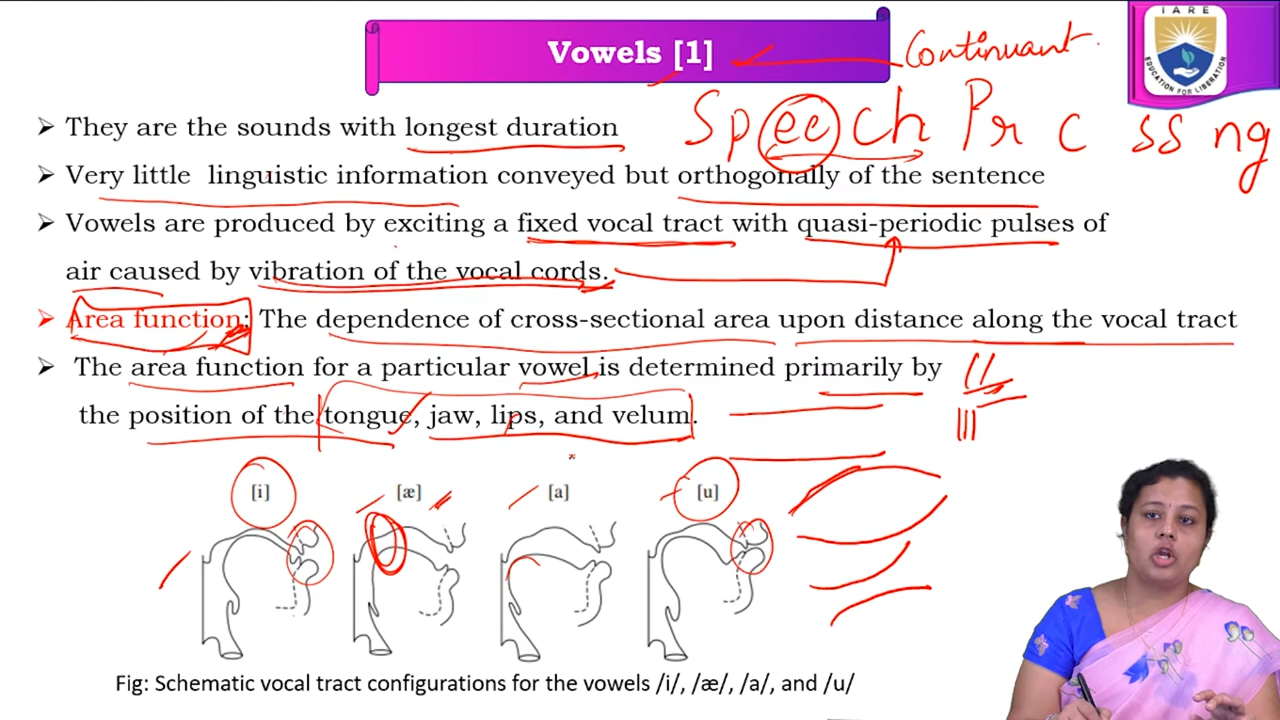 IARE
EDUCATION FOR LIBERATION
Vowels [1]
Continuant.
Speech Pr c ss ng
➢ They are the sounds with longest duration
➢ Very little linguistic information conveyed but orthogonally of the sentence
➢ Vowels are produced by exciting a fixed vocal tract with quasi-periodic pulses of
air caused by vibration of the vocal cords.
➢ Area function: The dependence of cross-sectional area upon distance along the vocal tract
➢ The area function for a particular vowel is determined primarily by
the position of the tongue, jaw, lips, and velum.
[i] [æ] [a] [u]
Fig: Schematic vocal tract configurations for the vowels /i/, /æ/, /a/, and /u/